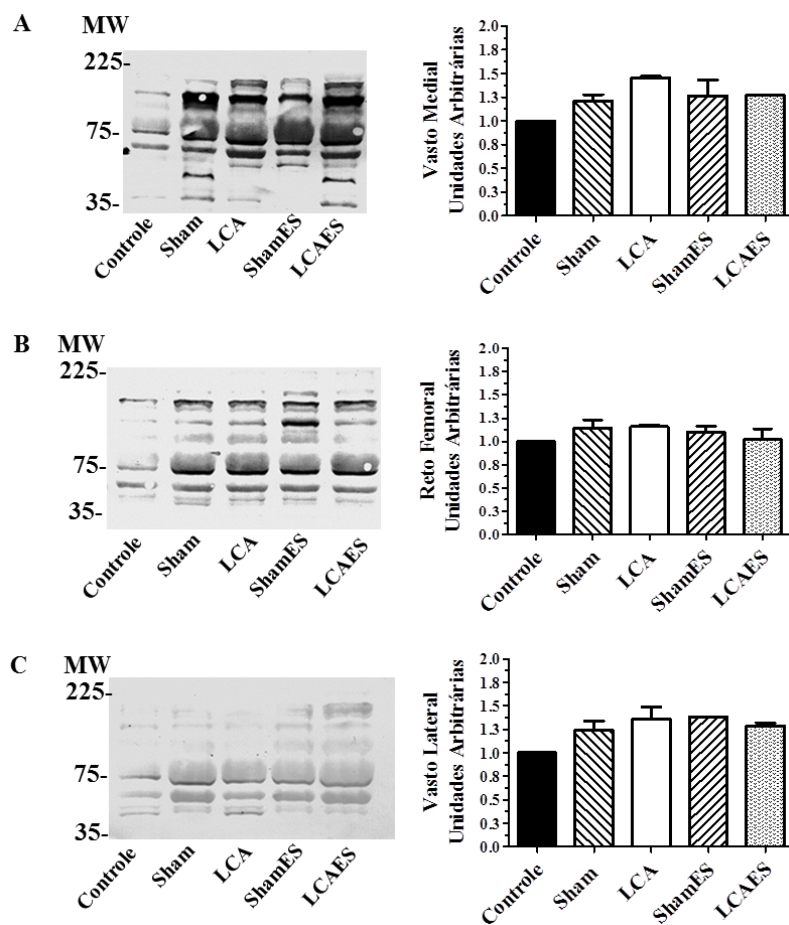 A
MW
225-
75-
35-
Controle
Sham
LCA
ShamES
LCAES
Vasto Medial
Unidades Arbitrárias
2.0
1.8
1.5
1.3
1.0
0.8
0.5
0.3
0.0
Controle
Sham
LCA
ShamES
LCAES
B
MW
225-
75-
35-
Controle
Sham
LCA
ShamES
LCAES
Reto Femoral
Unidades Arbitrárias
2.0
1.8
1.5
1.3
1.0
0.8
0.5
0.3
0.0
Controle
Sham
LCA
ShamES
LCAES
C
MW
225-
75-
35-
Controle
Sham
LCA
ShamES
LCAES
Vasto Lateral
Unidades Arbitrárias
2.0
1.8
1.5
1.3
1.0
0.8
0.5
0.3
0.0
Controle
Sham
LCA
ShamES
LCAES